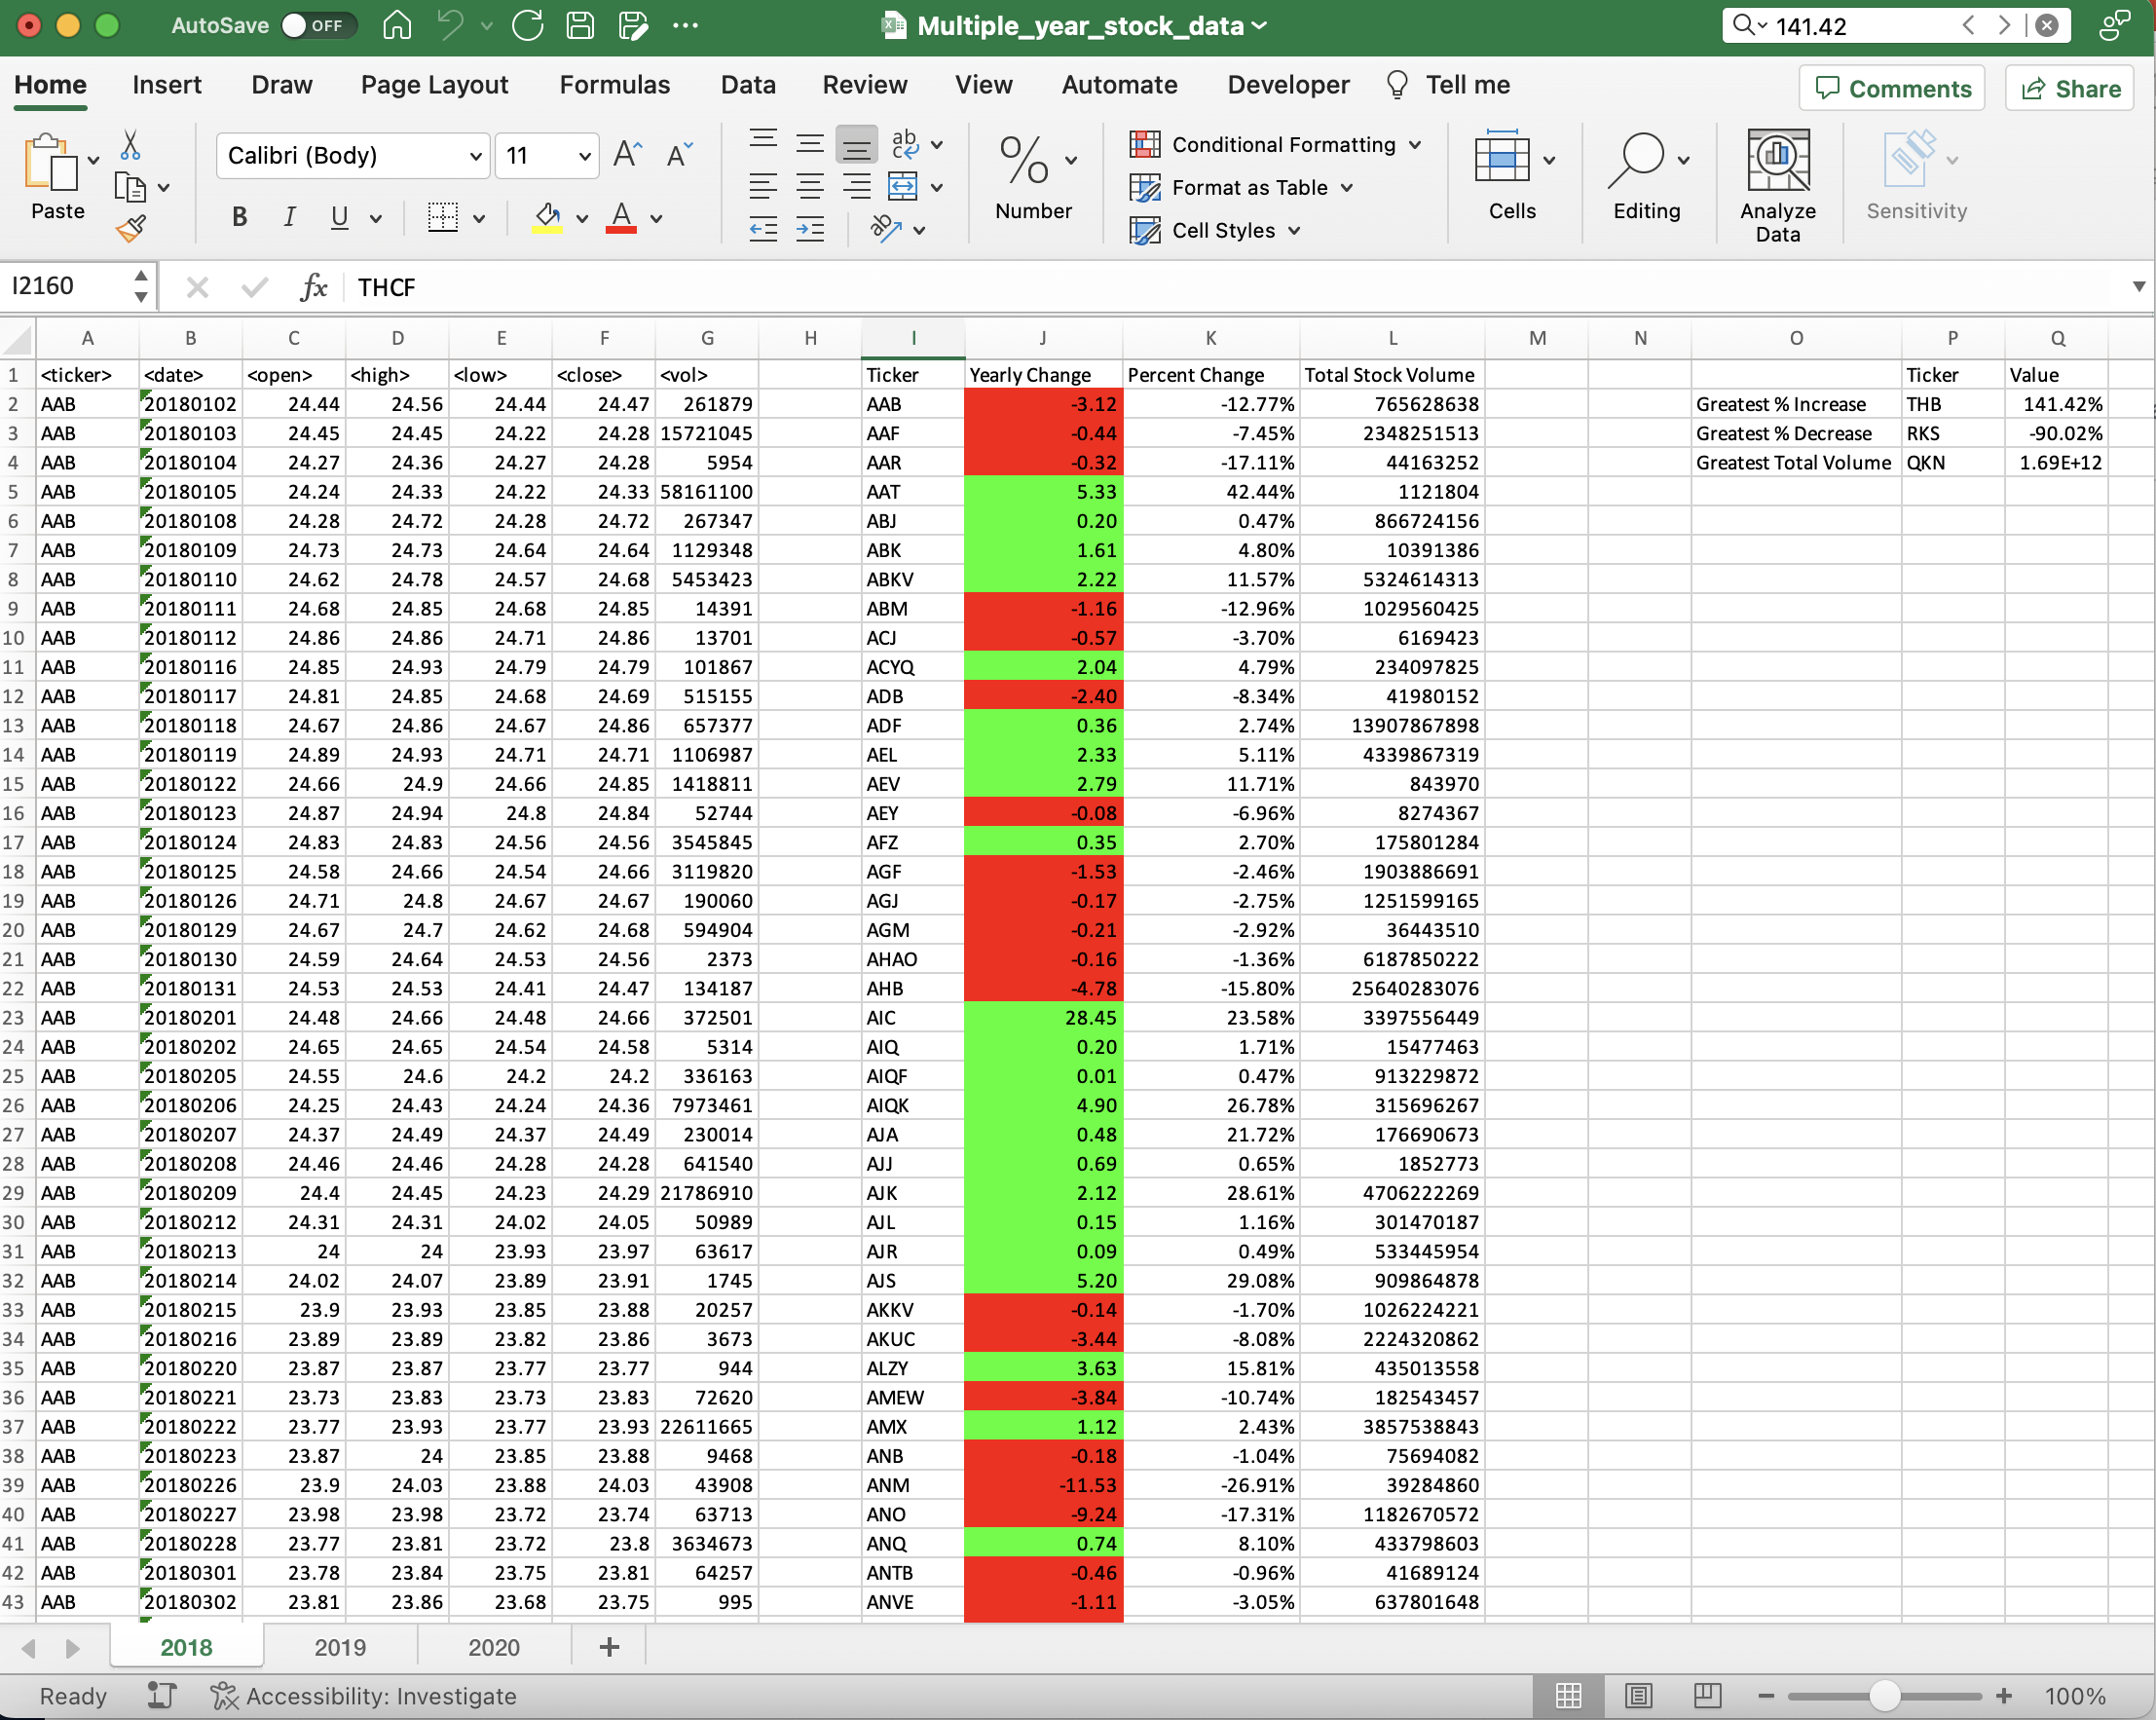 AutoSave OFF Multiple_year_stock_data 141.42
Home Insert Draw Page Layout Formulas Data Review View Automate Developer Tell me Comments Share
Paste Calibri (Body) 11 B I U A Number Conditional Formatting Format as Table Cell Styles Cells Editing Analyze Data Sensitivity
I2160 fx THCF
A B C D E F G H I J K L M N O P Q
1 <ticker> <date> <open> <high> <low> <close> <vol> Ticker Yearly Change Percent Change Total Stock Volume Ticker Value
2 AAB 20180102 24.44 24.56 24.44 24.47 261879 AAB -3.12 -12.77% 765628638 Greatest % Increase THB 141.42%
3 AAB 20180103 24.45 24.45 24.22 24.28 15721045 AAF -0.44 -7.45% 2348251513 Greatest % Decrease RKS -90.02%
4 AAB 20180104 24.27 24.36 24.27 24.28 5954 AAR -0.32 -17.11% 44163252 Greatest Total Volume QKN 1.69E+12
5 AAB 20180105 24.24 24.33 24.22 24.33 58161100 AAT 5.33 42.44% 1121804
6 AAB 20180108 24.28 24.72 24.28 24.72 267347 ABJ 0.20 0.47% 866724156
7 AAB 20180109 24.73 24.73 24.64 24.64 1129348 ABK 1.61 4.80% 10391386
8 AAB 20180110 24.62 24.78 24.57 24.68 5453423 ABKV 2.22 11.57% 5324614313
9 AAB 20180111 24.68 24.85 24.68 24.85 14391 ABM -1.16 -12.96% 1029560425
10 AAB 20180112 24.86 24.86 24.71 24.86 13701 ACJ -0.57 -3.70% 6169423
11 AAB 20180116 24.85 24.93 24.79 24.79 101867 ACYQ 2.04 4.79% 234097825
12 AAB 20180117 24.81 24.85 24.68 24.69 515155 ADB -2.40 -8.34% 41980152
13 AAB 20180118 24.67 24.86 24.67 24.86 657377 ADF 0.36 2.74% 13907867898
14 AAB 20180119 24.89 24.93 24.71 24.71 1106987 AEL 2.33 5.11% 4339867319
15 AAB 20180122 24.66 24.9 24.66 24.85 1418811 AEV 2.79 11.71% 843970
16 AAB 20180123 24.87 24.94 24.8 24.84 52744 AEY -0.08 -6.96% 8274367
17 AAB 20180124 24.83 24.83 24.56 24.56 3545845 AFZ 0.35 2.70% 175801284
18 AAB 20180125 24.58 24.66 24.54 24.66 3119820 AGF -1.53 -2.46% 1903886691
19 AAB 20180126 24.71 24.8 24.67 24.67 190060 AGJ -0.17 -2.75% 1251599165
20 AAB 20180129 24.67 24.7 24.62 24.68 594904 AGM -0.21 -2.92% 36443510
21 AAB 20180130 24.59 24.64 24.53 24.56 2373 AHAO -0.16 -1.36% 6187850222
22 AAB 20180131 24.53 24.53 24.41 24.47 134187 AHB -4.78 -15.80% 25640283076
23 AAB 20180201 24.48 24.66 24.48 24.66 372501 AIC 28.45 23.58% 3397556449
24 AAB 20180202 24.65 24.65 24.54 24.58 5314 AIQ 0.20 1.71% 15477463
25 AAB 20180205 24.55 24.6 24.2 24.2 336163 AIQF 0.01 0.47% 913229872
26 AAB 20180206 24.25 24.43 24.24 24.36 7973461 AIQK 4.90 26.78% 315696267
27 AAB 20180207 24.37 24.49 24.37 24.49 230014 AJA 0.48 21.72% 176690673
28 AAB 20180208 24.46 24.46 24.28 24.28 641540 AJJ 0.69 0.65% 1852773
29 AAB 20180209 24.4 24.45 24.23 24.29 21786910 AJK 2.12 28.61% 4706222269
30 AAB 20180212 24.31 24.31 24.02 24.05 50989 AJL 0.15 1.16% 301470187
31 AAB 20180213 24 24 23.93 23.97 63617 AJR 0.09 0.49% 533445954
32 AAB 20180214 24.02 24.07 23.89 23.91 1745 AJS 5.20 29.08% 909864878
33 AAB 20180215 23.9 23.93 23.85 23.88 20257 AKKV -0.14 -1.70% 1026224221
34 AAB 20180216 23.89 23.89 23.82 23.86 3673 AKUC -3.44 -8.08% 2224320862
35 AAB 20180220 23.87 23.87 23.77 23.77 944 ALZY 3.63 15.81% 435013558
36 AAB 20180221 23.73 23.83 23.73 23.83 72620 AMEW -3.84 -10.74% 182543457
37 AAB 20180222 23.77 23.93 23.77 23.93 22611665 AMX 1.12 2.43% 3857538843
38 AAB 20180223 23.87 24 23.85 23.88 9468 ANB -0.18 -1.04% 75694082
39 AAB 20180226 23.9 24.03 23.88 24.03 43908 ANM -11.53 -26.91% 39284860
40 AAB 20180227 23.98 23.98 23.72 23.74 63713 ANO -9.24 -17.31% 1182670572
41 AAB 20180228 23.77 23.81 23.72 23.8 3634673 ANQ 0.74 8.10% 433798603
42 AAB 20180301 23.78 23.84 23.75 23.81 64257 ANTB -0.46 -0.96% 41689124
43 AAB 20180302 23.81 23.86 23.68 23.75 995 ANVE -1.11 -3.05% 637801648
2018 2019 2020 +
Ready Accessibility: Investigate 100%